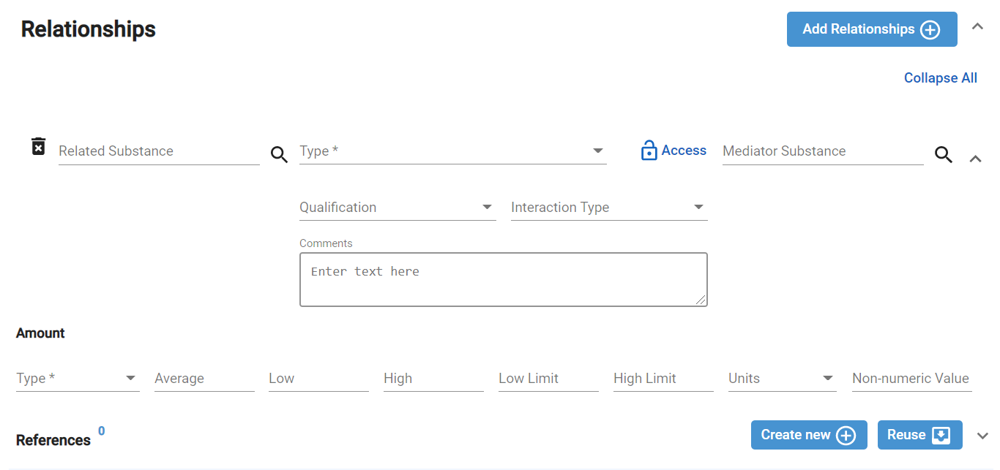 Relationships
Add Relationships
Collapse All
Related Substance
Type *
Access
Mediator Substance
Qualification
Interaction Type
Comments
Enter text here
Amount
Type *
Average
Low
High
Low Limit
High Limit
Units
Non-numeric Value
References 0
Create new
Reuse